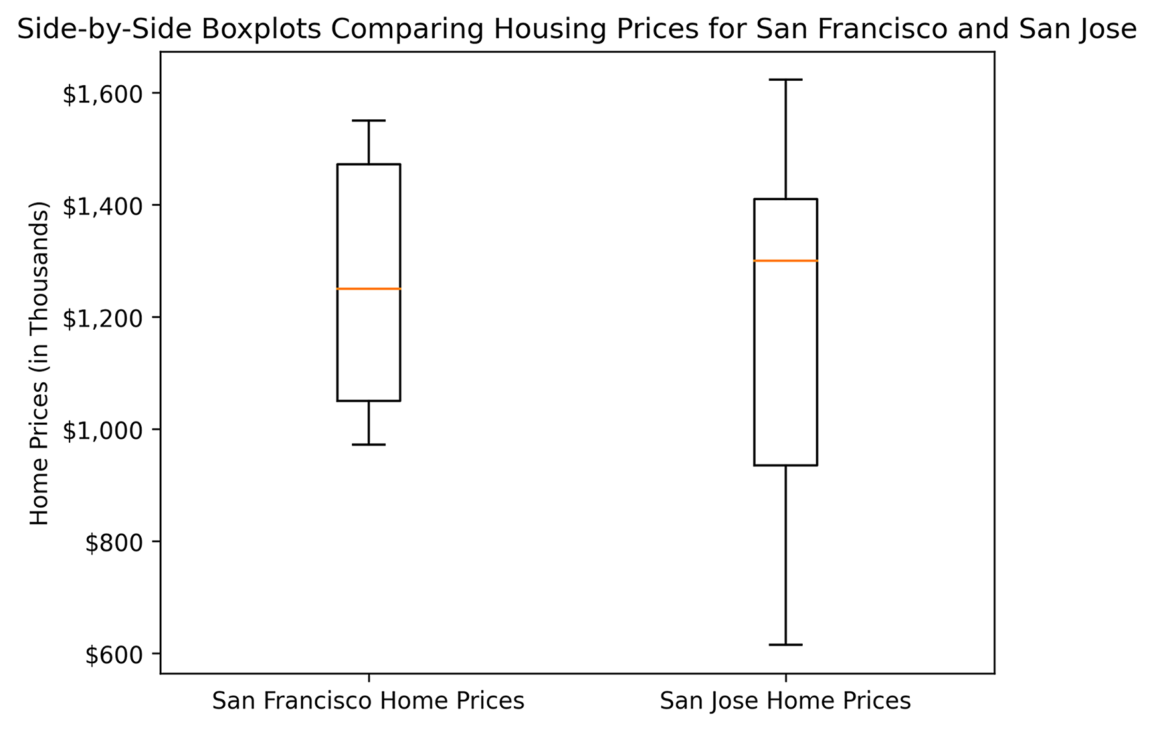 Side-by-Side Boxplots Comparing Housing Prices for San Francisco and San Jose
Home Prices (in Thousands)
$1,600
$1,400
$1,200
$1,000
$800
$600
San Francisco Home Prices
San Jose Home Prices